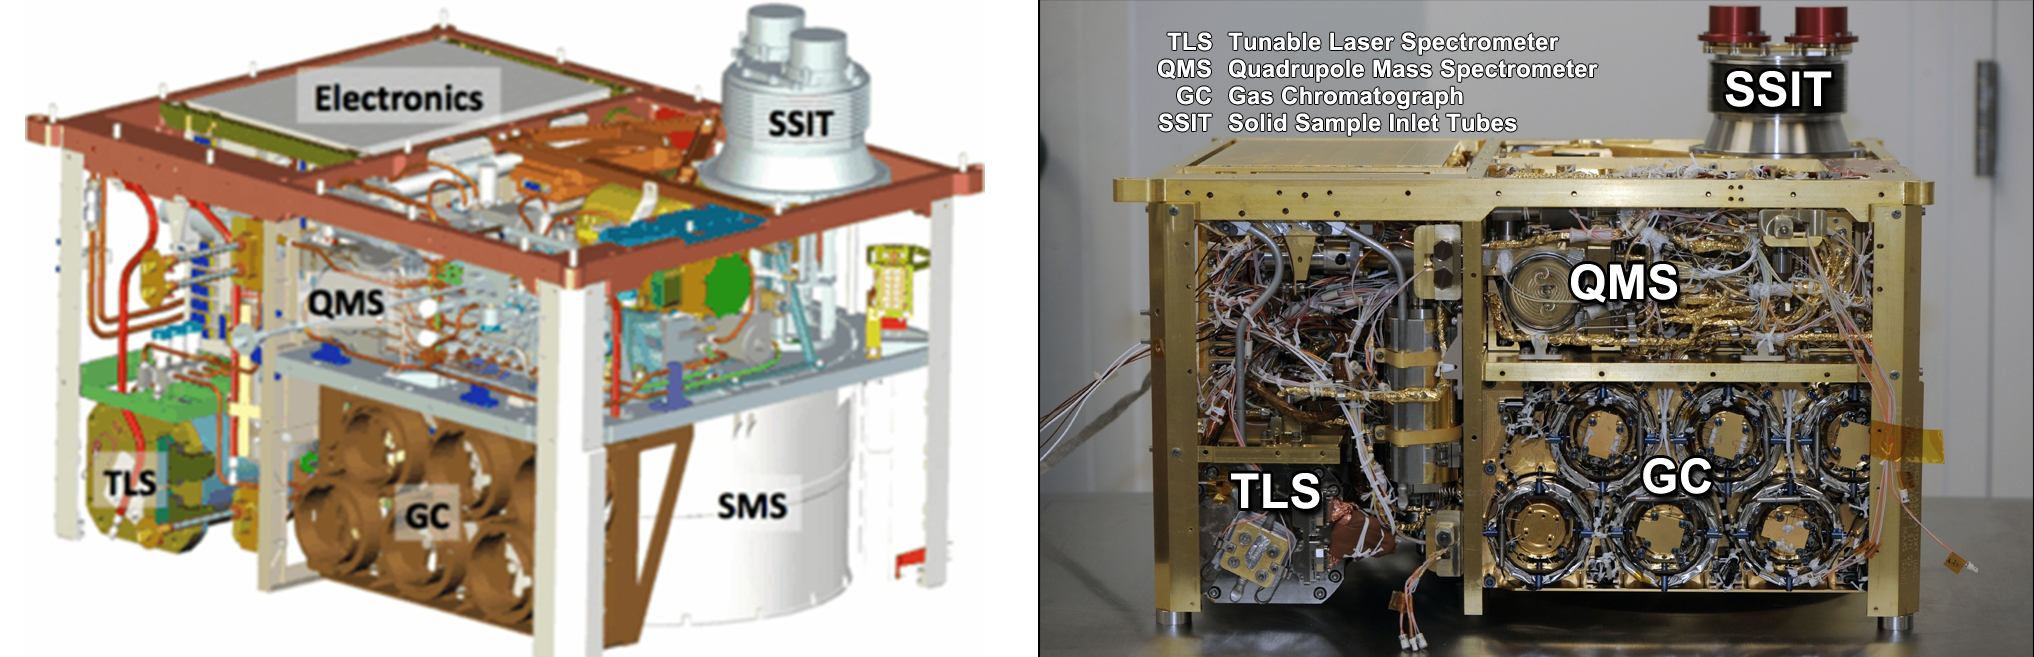 Electronics
SSIT
QMS
TLS
GC
SMS
TLS Tunable Laser Spectrometer
QMS Quadrupole Mass Spectrometer
GC Gas Chromatograph
SSIT Solid Sample Inlet Tubes
SSIT
QMS
TLS
GC